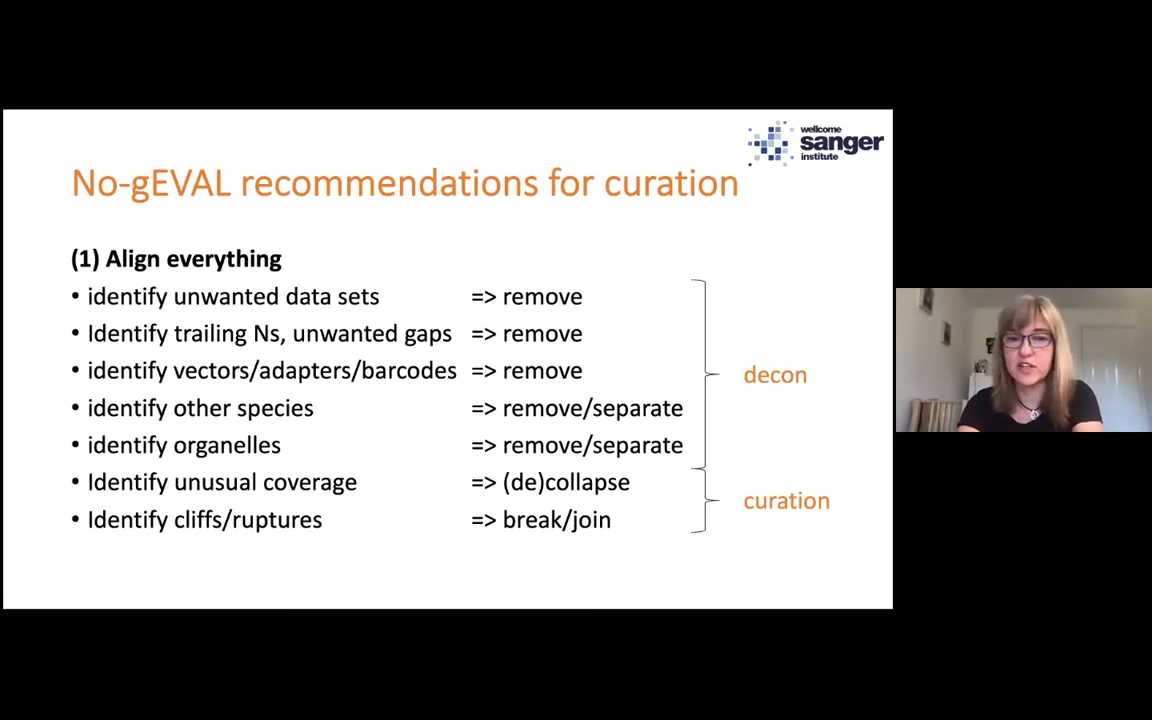 wellcome
sanger
institute
No-gEVAL recommendations for curation
(1) Align everything
• identify unwanted data sets => remove
• Identify trailing Ns, unwanted gaps => remove
• identify vectors/adapters/barcodes => remove
decon
• identify other species => remove/separate
• identify organelles => remove/separate
• Identify unusual coverage => (de)collapse
curation
• Identify cliffs/ruptures => break/join